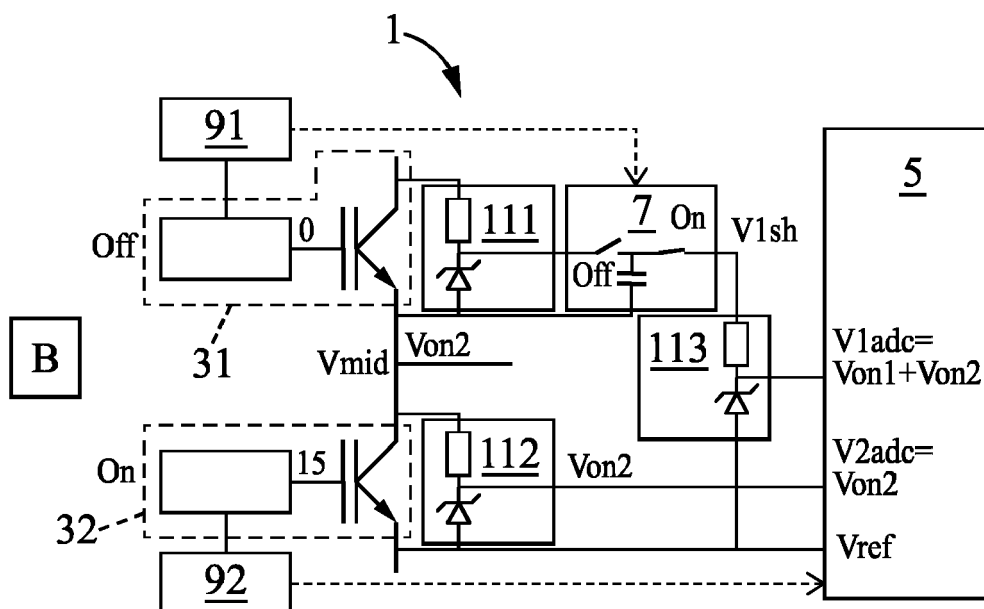 1
91
5
7
On
V1sh
111
0
Off
Off
31
Von2
Vmid
B
113
V1adc=
Von1+Von2
112
Von2
V2adc=
Von2
15
On
32
92
Vref